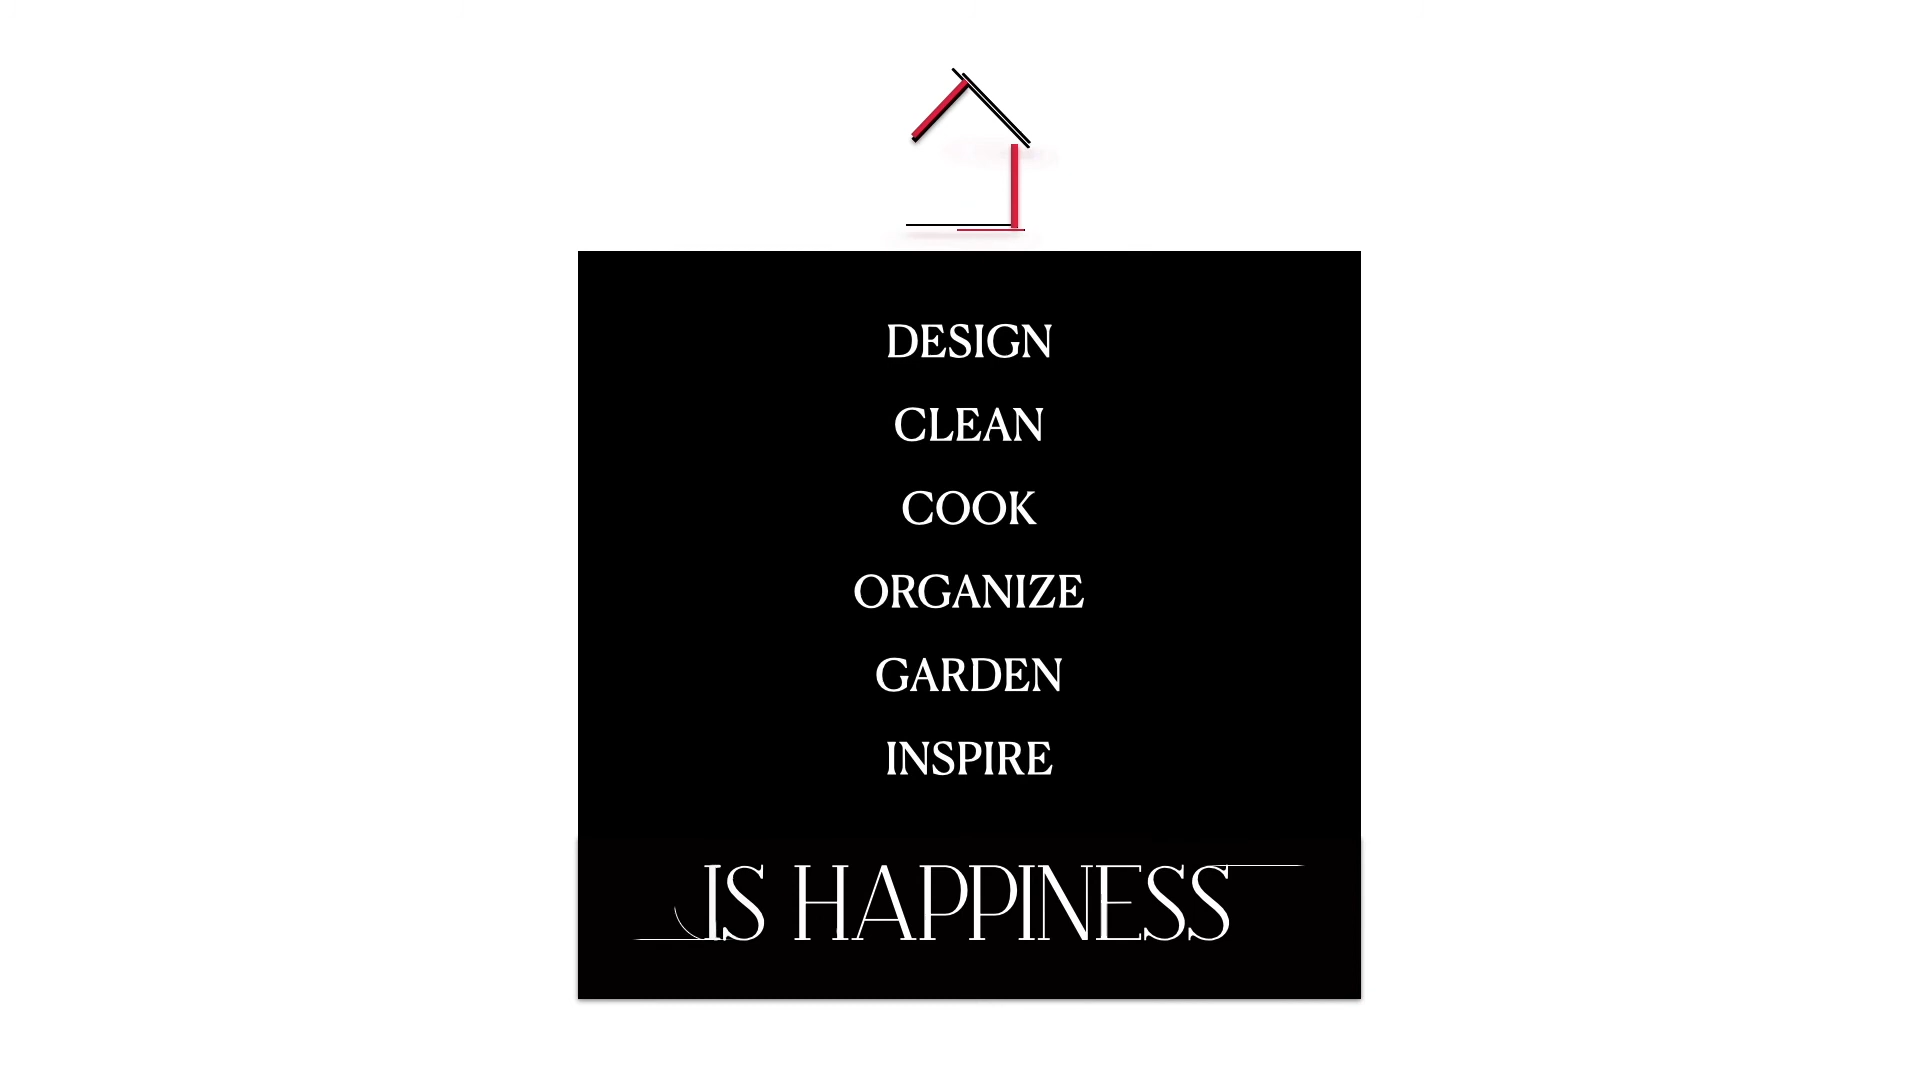 DESIGN
CLEAN
COOK
ORGANIZE
GARDEN
INSPIRE
IS HAPPINESS